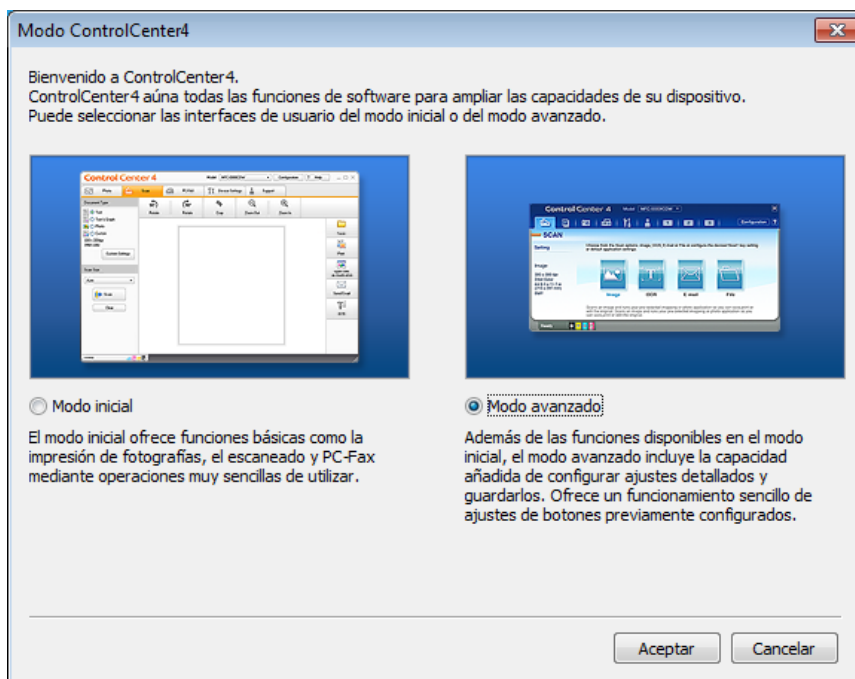 Modo ControlCenter4
Bienvenido a ControlCenter4.
ControlCenter4 aúna todas las funciones de software para ampliar las capacidades de su dispositivo.
Puede seleccionar las interfaces de usuario del modo inicial o del modo avanzado.
Control Center 4
Scan
Control Center 4
SCAN
Setting
Image
Image
OCR
E-mail
File
Modo inicial
El modo inicial ofrece funciones básicas como la
impresión de fotografías, el escaneado y PC-Fax
mediante operaciones muy sencillas de utilizar.
Modo avanzado
Además de las funciones disponibles en el modo
inicial, el modo avanzado incluye la capacidad
añadida de configurar ajustes detallados y
guardarlos. Ofrece un funcionamiento sencillo de
ajustes de botones previamente configurados.
Aceptar
Cancelar